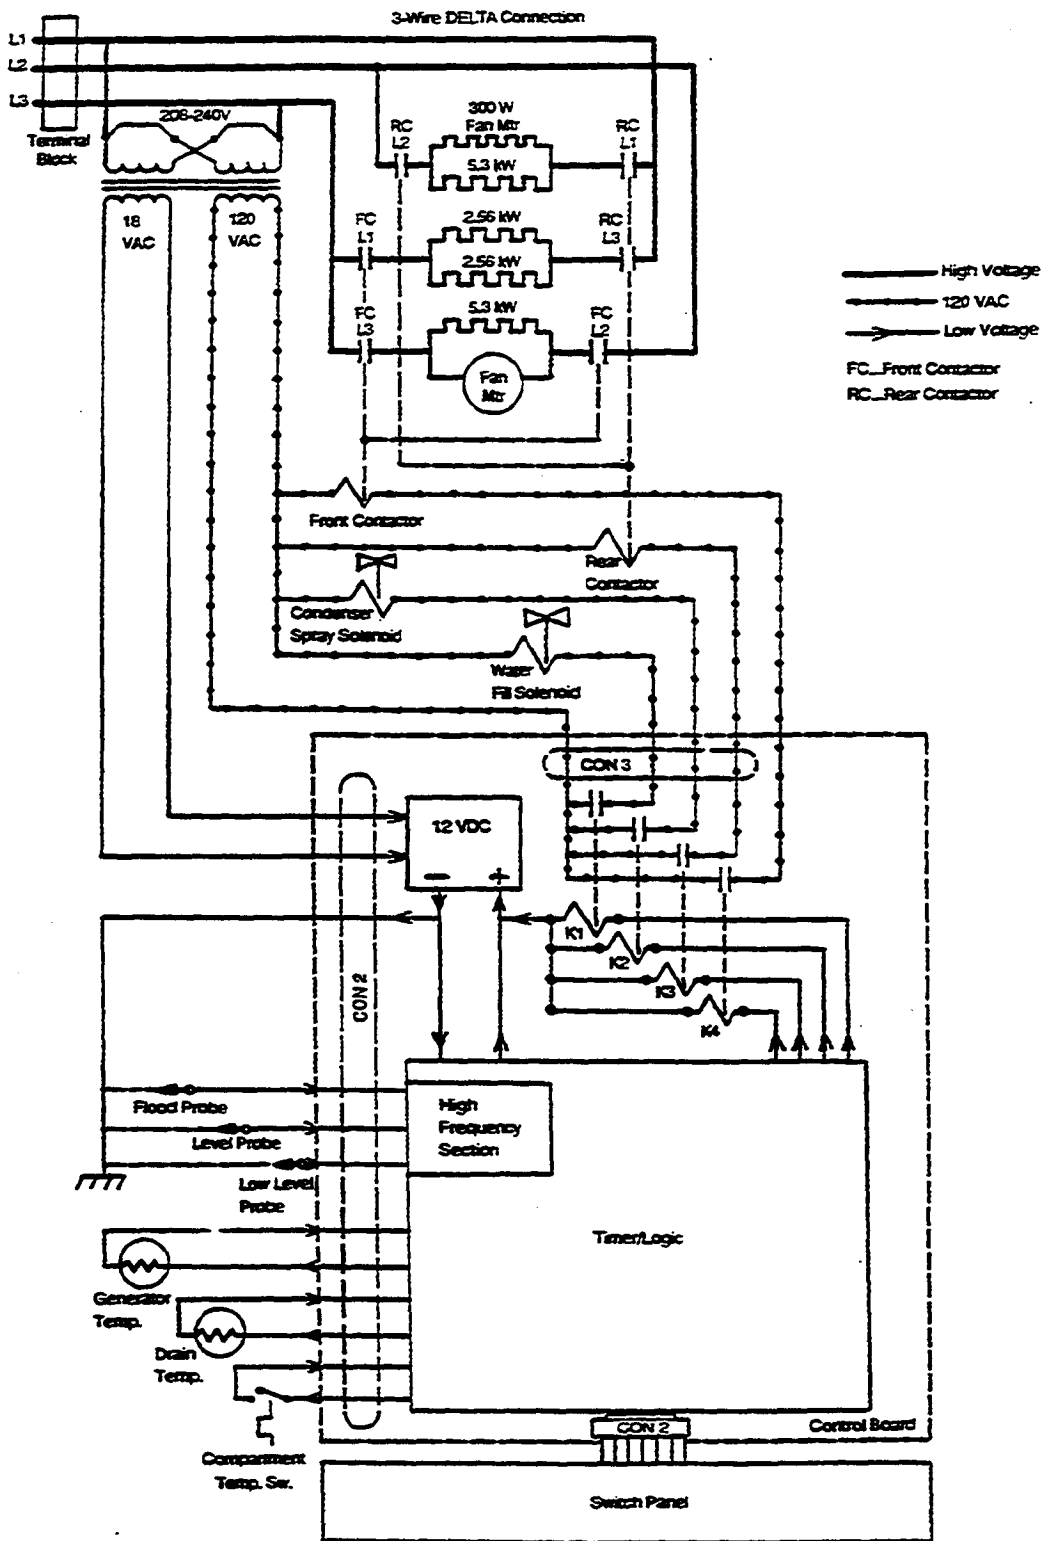 3-Wire DELTA Connection
L1
L2
L3
Terminal
Block
208-240V
18
VAC
120
VAC
RC
L2
300 W
Fan Mtr
5.3 kW
RC
L1
FC
L1
2.56 kW
2.56 kW
RC
L3
FC
L3
5.3 kW
Fan
Mtr
FC
L2
High Voltage
120 VAC
Low Voltage
FC_Front Contactor
RC_Rear Contactor
Front Contactor
Rear
Contactor
Condenser
Spray Solenoid
Water
Fill Solenoid
CON 3
12 VDC
− +
CON 2
K1
K2
K3
K4
Flood Probe
Level Probe
Low Level
Probe
High
Frequency
Section
Timer/Logic
Generator
Temp.
Drain
Temp.
Compartment
Temp. Sw.
CON 2
Control Board
Switch Panel